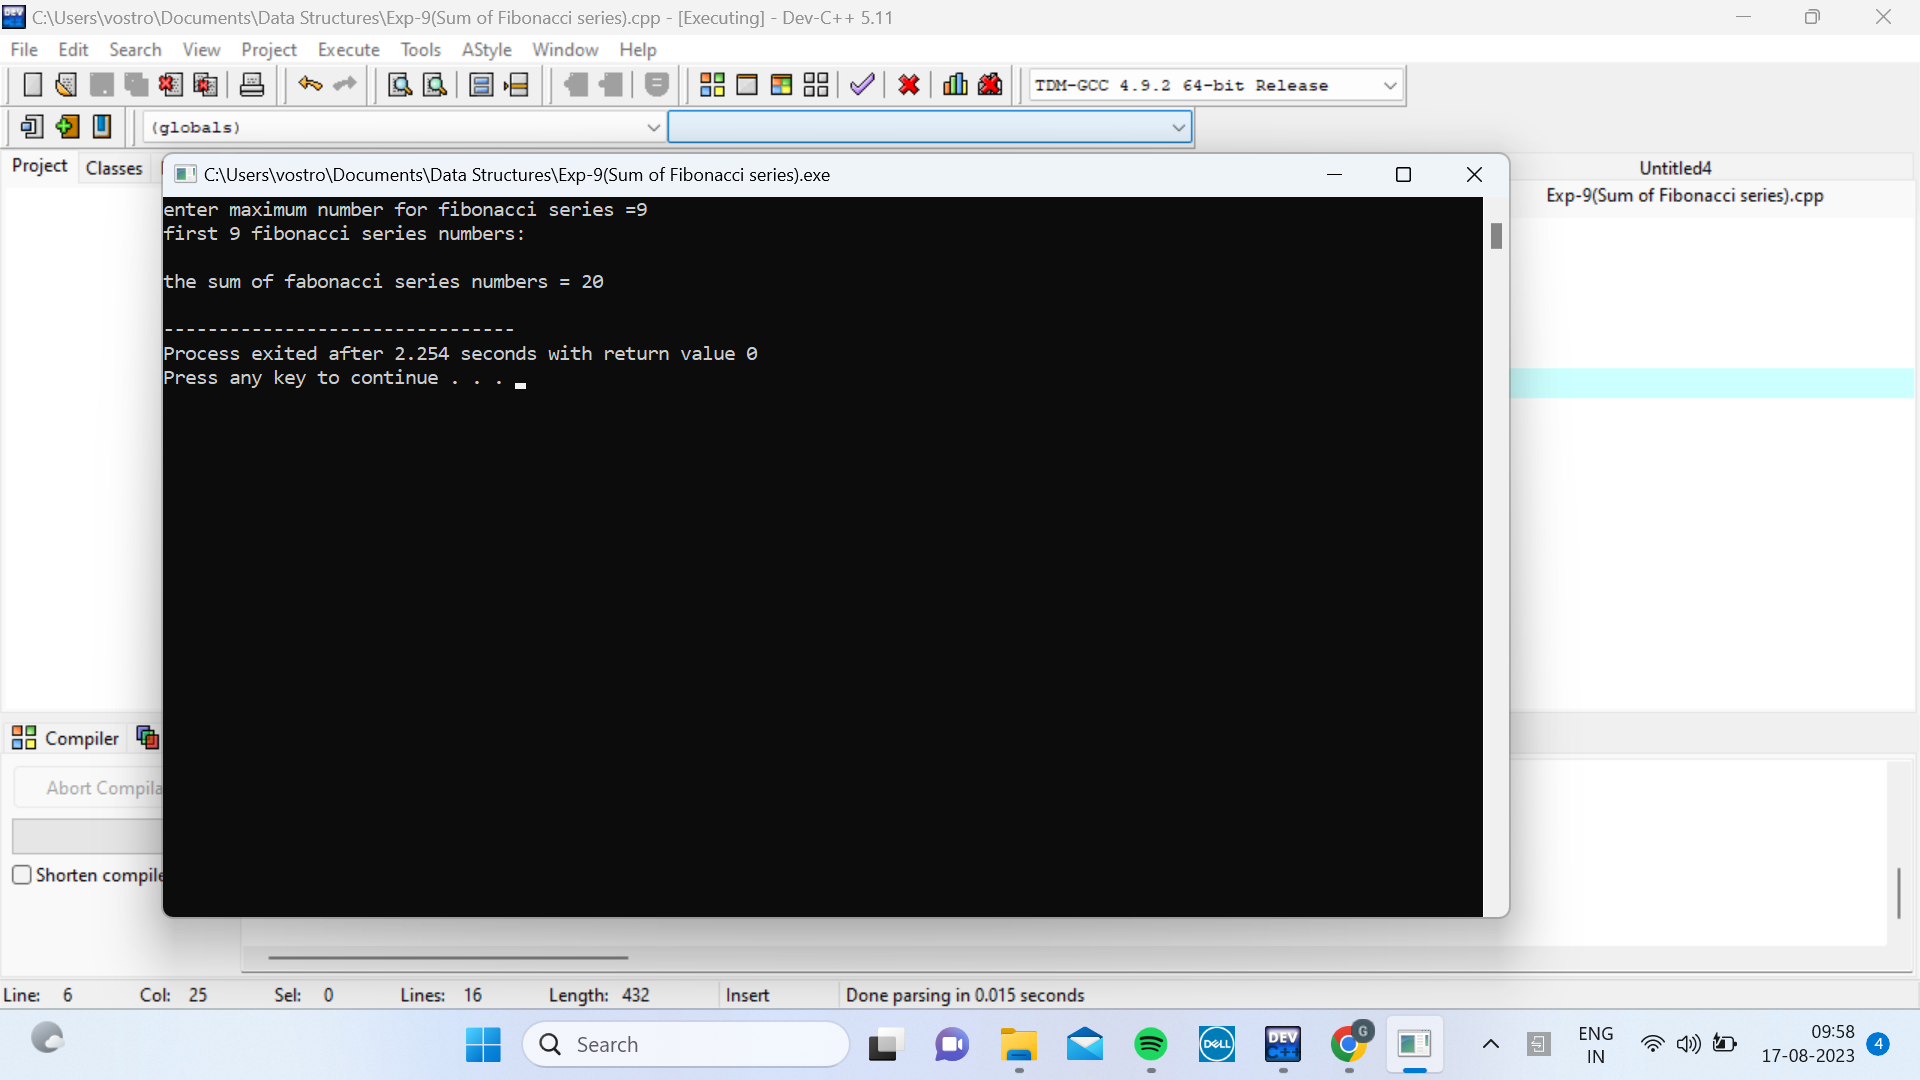 C:\Users\vostro\Documents\Data Structures\Exp-9(Sum of Fibonacci series).cpp - [Executing] - Dev-C++ 5.11
File Edit Search View Project Execute Tools AStyle Window Help
TDM-GCC 4.9.2 64-bit Release
(globals)
Project Classes
Untitled4
Exp-9(Sum of Fibonacci series).cpp
C:\Users\vostro\Documents\Data Structures\Exp-9(Sum of Fibonacci series).exe
enter maximum number for fibonacci series =9
first 9 fibonacci series numbers:
the sum of fabonacci series numbers = 20
--------------------------------
Process exited after 2.254 seconds with return value 0
Press any key to continue . . .
Compiler
Abort Compila
Shorten compile
Line: 6 Col: 25 Sel: 0 Lines: 16 Length: 432 Insert Done parsing in 0.015 seconds
Search
DELL
DEV
C++
G
ENG
IN
09:58
17-08-2023
4